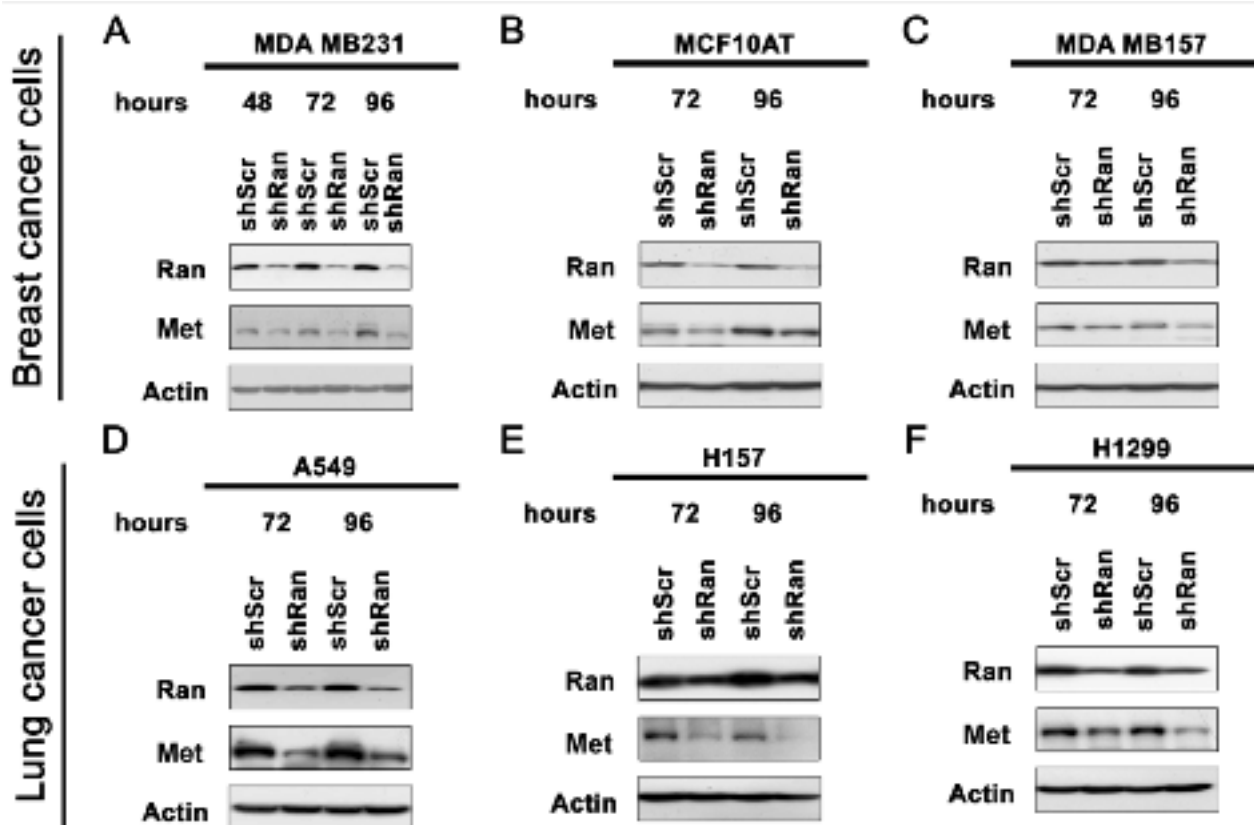 Breast cancer cells
A
MDA MB231
hours 48 72 96
shScr shRan shScr shRan shScr shRan
Ran
Met
Actin
B
MCF10AT
hours 72 96
shScr shRan shScr shRan
Ran
Met
Actin
C
MDA MB157
hours 72 96
shScr shRan shScr shRan
Ran
Met
Actin
Lung cancer cells
D
A549
hours 72 96
shScr shRan shScr shRan
Ran
Met
Actin
E
H157
hours 72 96
shScr shRan shScr shRan
Ran
Met
Actin
F
H1299
hours 72 96
shScr shRan shScr shRan
Ran
Met
Actin